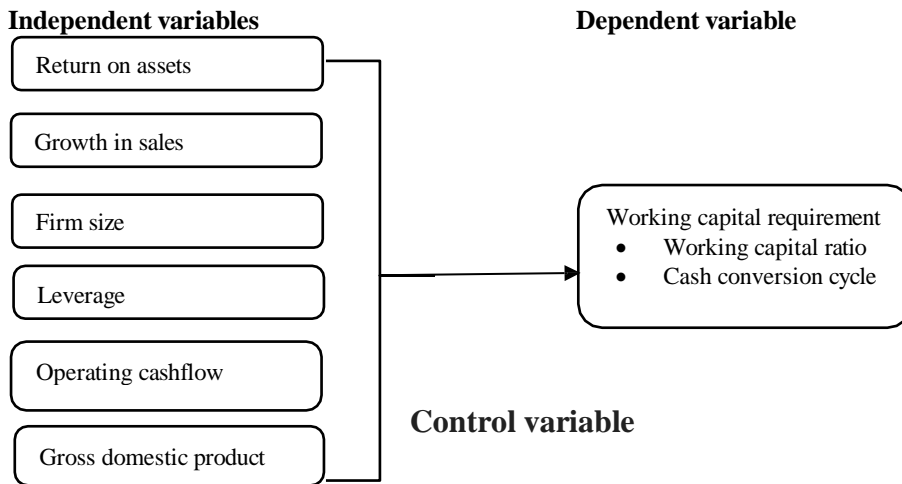 Independent variables
Dependent variable
Return on assets
Growth in sales
Firm size
Leverage
Operating cashflow
Gross domestic product
Working capital requirement
• Working capital ratio
• Cash conversion cycle
Control variable